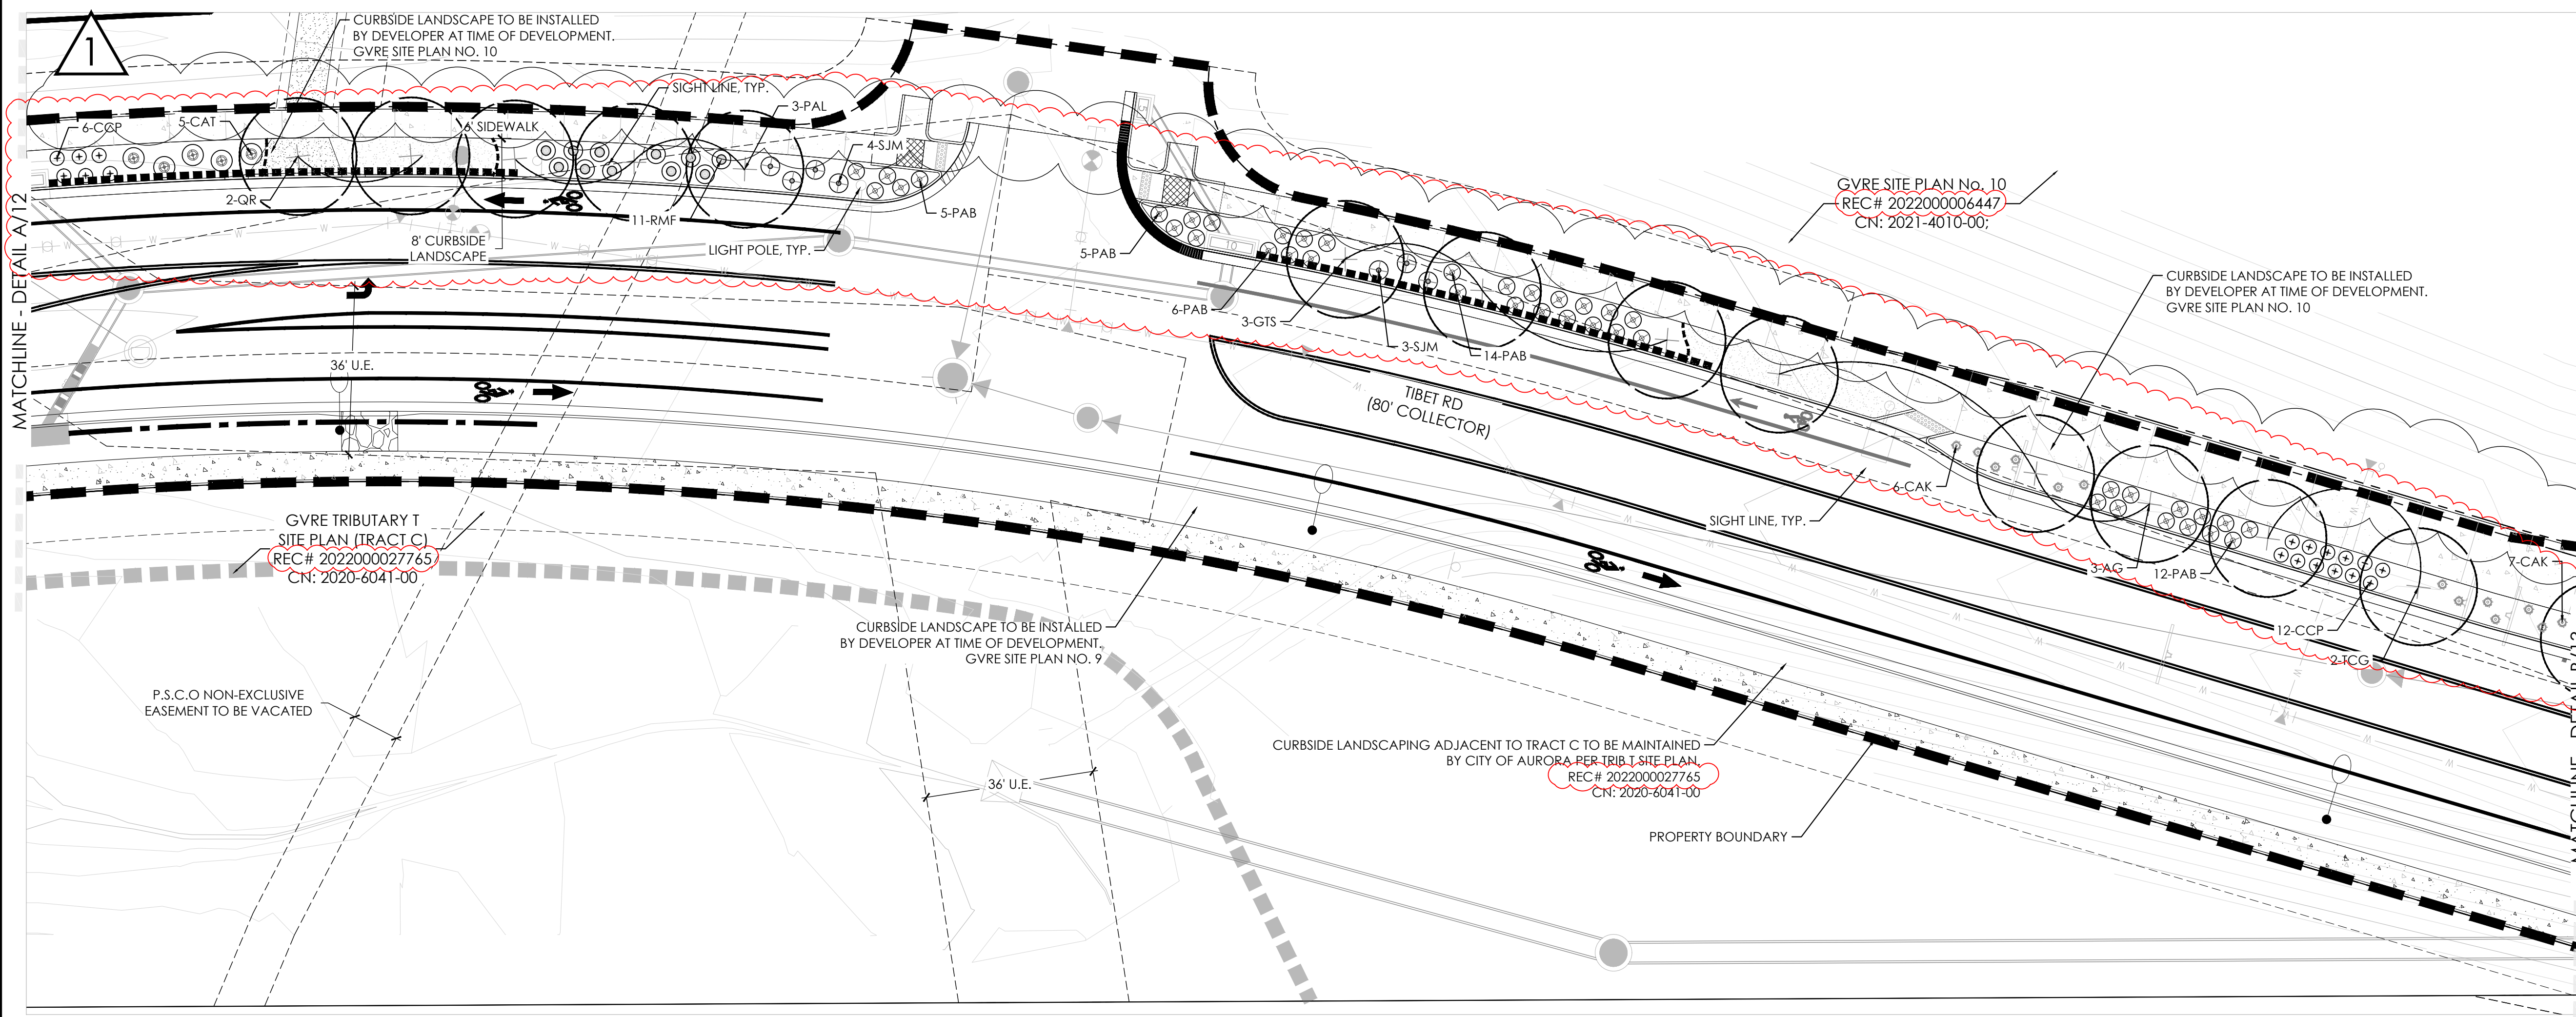 1
CURBSIDE LANDSCAPE TO BE INSTALLED
BY DEVELOPER AT TIME OF DEVELOPMENT.
GVRE SITE PLAN NO. 10
SIGHT LINE, TYP.
3-PAL
6-CCP
5-CAT
6' SIDEWALK
4-SJM
MATCHLINE - DETAIL A/12
2-QR
11-RMF
5-PAB
8' CURBSIDE
LANDSCAPE
LIGHT POLE, TYP.
5-PAB
10
GVRE SITE PLAN No. 10
REC# 2022000006447
CN: 2021-4010-00;
CURBSIDE LANDSCAPE TO BE INSTALLED
BY DEVELOPER AT TIME OF DEVELOPMENT.
GVRE SITE PLAN NO. 10
6-PAB
3-GTS
3-SJM
14-PAB
36' U.E.
TIBET RD
(80' COLLECTOR)
6-CAK
SIGHT LINE, TYP.
GVRE TRIBUTARY T
SITE PLAN (TRACT C)
REC# 2022000027765
CN: 2020-6041-00
3-AG
12-PAB
7-CAK
12-CCP
2-TCG
CURBSIDE LANDSCAPE TO BE INSTALLED
BY DEVELOPER AT TIME OF DEVELOPMENT.
GVRE SITE PLAN NO. 9
P.S.C.O NON-EXCLUSIVE
EASEMENT TO BE VACATED
36' U.E.
CURBSIDE LANDSCAPING ADJACENT TO TRACT C TO BE MAINTAINED
BY CITY OF AURORA PER TRIB T SITE PLAN,
REC# 2022000027765
CN: 2020-6041-00
PROPERTY BOUNDARY